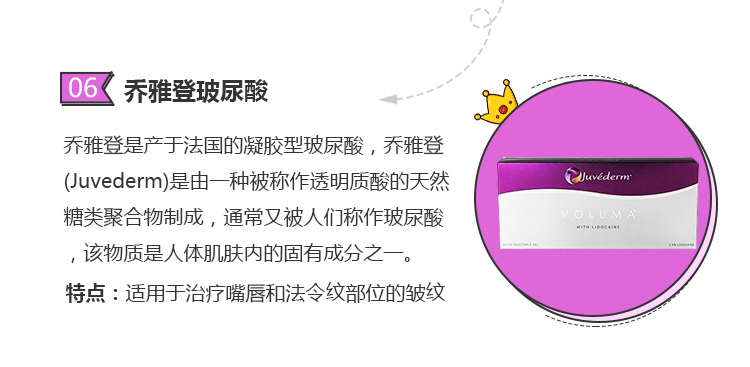 06
乔雅登玻尿酸
乔雅登是产于法国的凝胶型玻尿酸，乔雅登
(Juvederm)是由一种被称作透明质酸的天然
糖类聚合物制成，通常又被人们称作玻尿酸
，该物质是人体肌肤内的固有成分之一。
特点：适用于治疗嘴唇和法令纹部位的皱纹
Juvéderm
VOLUMA
WITH LIDOCAINE